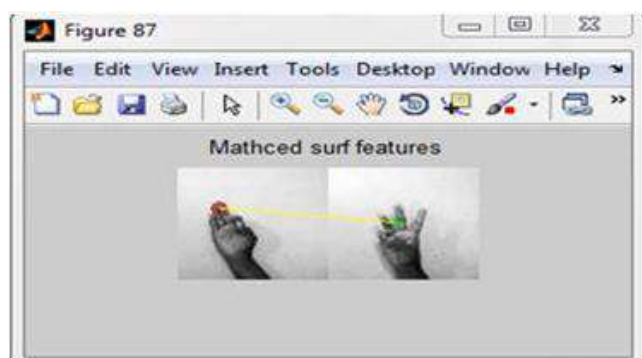 Figure 87
File Edit View Insert Tools Desktop Window Help
Mathced surf features